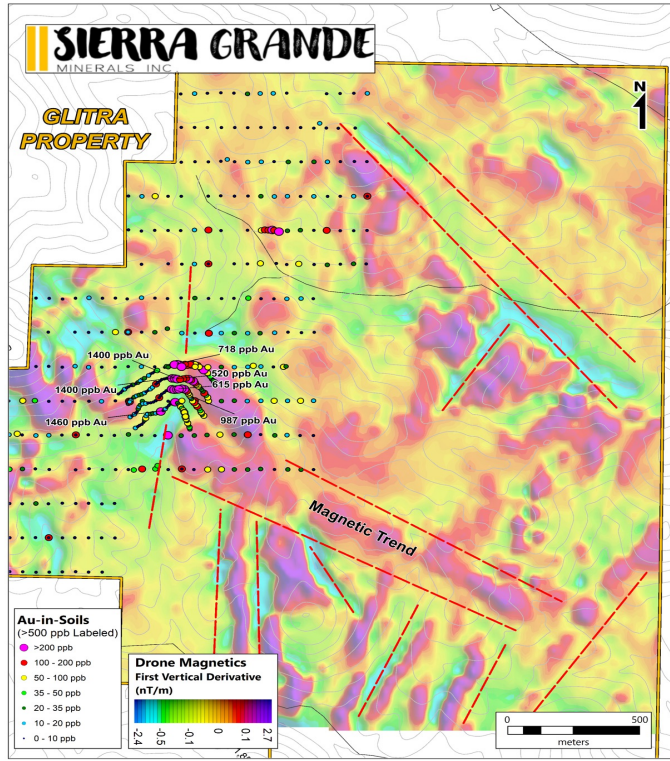 SIERRA GRANDE
MINERALS INC
GLITRA
PROPERTY
N
718 ppb Au
1400 ppb Au
520 ppb Au
615 ppb Au
1400 ppb Au
987 ppb Au
1460 ppb Au
Magnetic Trend
Au-in-Soils
(>500 ppb Labeled)
>200 ppb
100 - 200 ppb
50 - 100 ppb
35 - 50 ppb
20 - 35 ppb
10 - 20 ppb
0 - 10 ppb
Drone Magnetics
First Vertical Derivative
(nT/m)
-2.4
-0.5
-0.1
0
0.1
2.7
0
500
meters